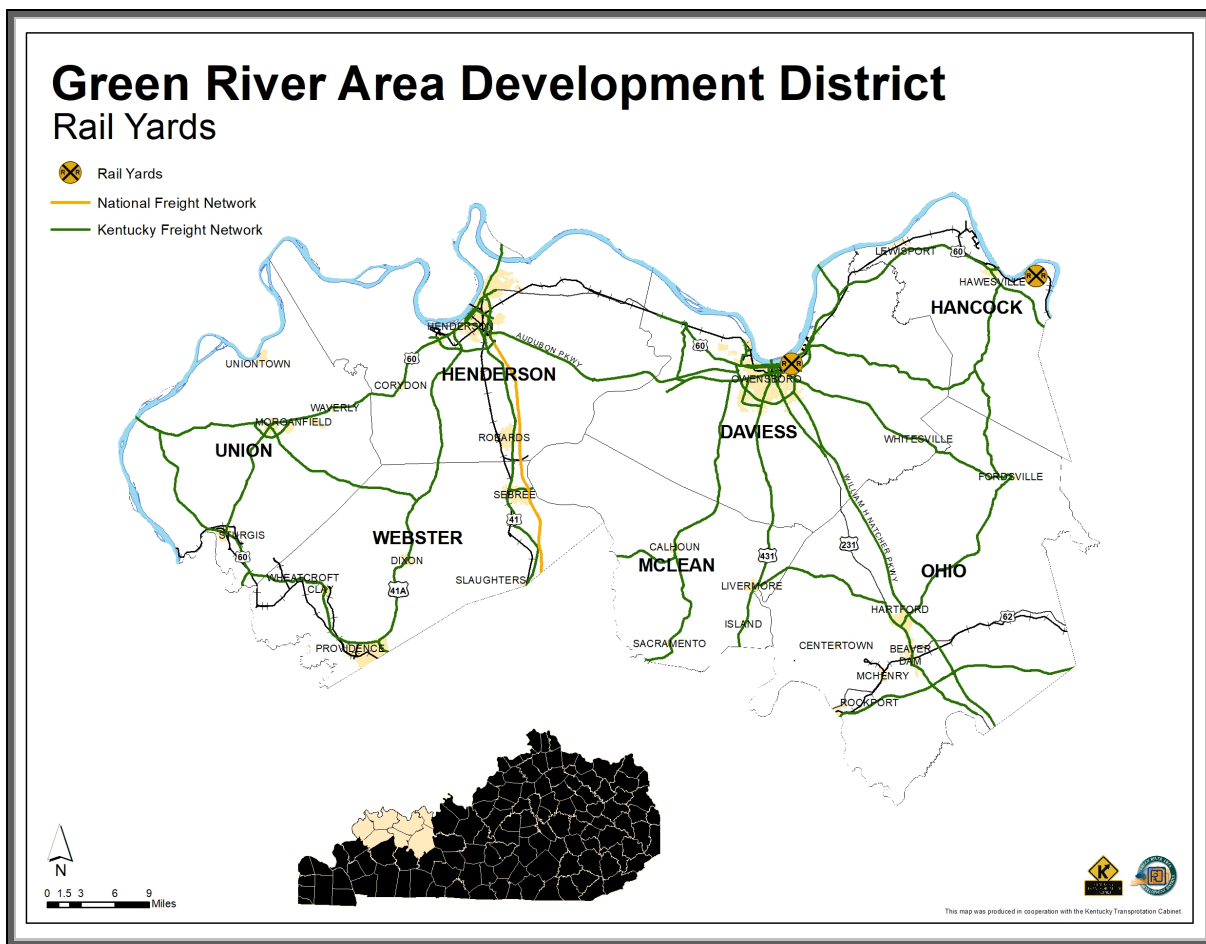 Green River Area Development District
Rail Yards
Rail Yards
National Freight Network
Kentucky Freight Network
LEWISPORT
60
HAWESVILLE
R R
HANCOCK
HENDERSON
AUDUBON PKWY
60
60
UNIONTOWN
R R
HENDERSON
OWENSBORO
CORYDON
WAVERLY
MORGANFIELD
DAVIESS
UNION
ROBARDS
WHITESVILLE
FORDSVILLE
SEBREE
WILLIAM H NATCHER PKWY
41
STURGIS
WEBSTER
231
60
DIXON
CALHOUN
MCLEAN
431
OHIO
WHEATCROFT
CLAY
SLAUGHTERS
41A
LIVERMORE
HARTFORD
ISLAND
62
PROVIDENCE
SACRAMENTO
CENTERTOWN
BEAVER
DAM
MCHENRY
ROCKPORT
N
0 1.5 3 6 9
Miles
This map was produced in cooperation with the Kentucky Transprotation Cabinet